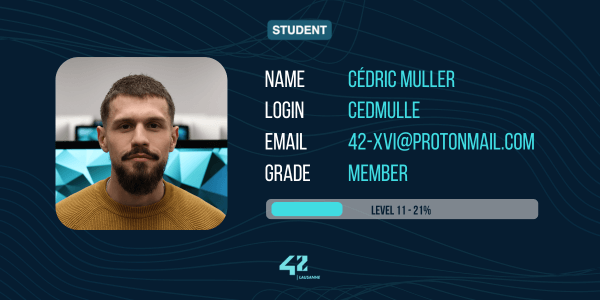 STUDENT
NAME CÉDRIC MULLER
LOGIN CEDMULLE
EMAIL 42-XVI@PROTONMAIL.COM
GRADE MEMBER
LEVEL 11 - 21%
42 LAUSANNE